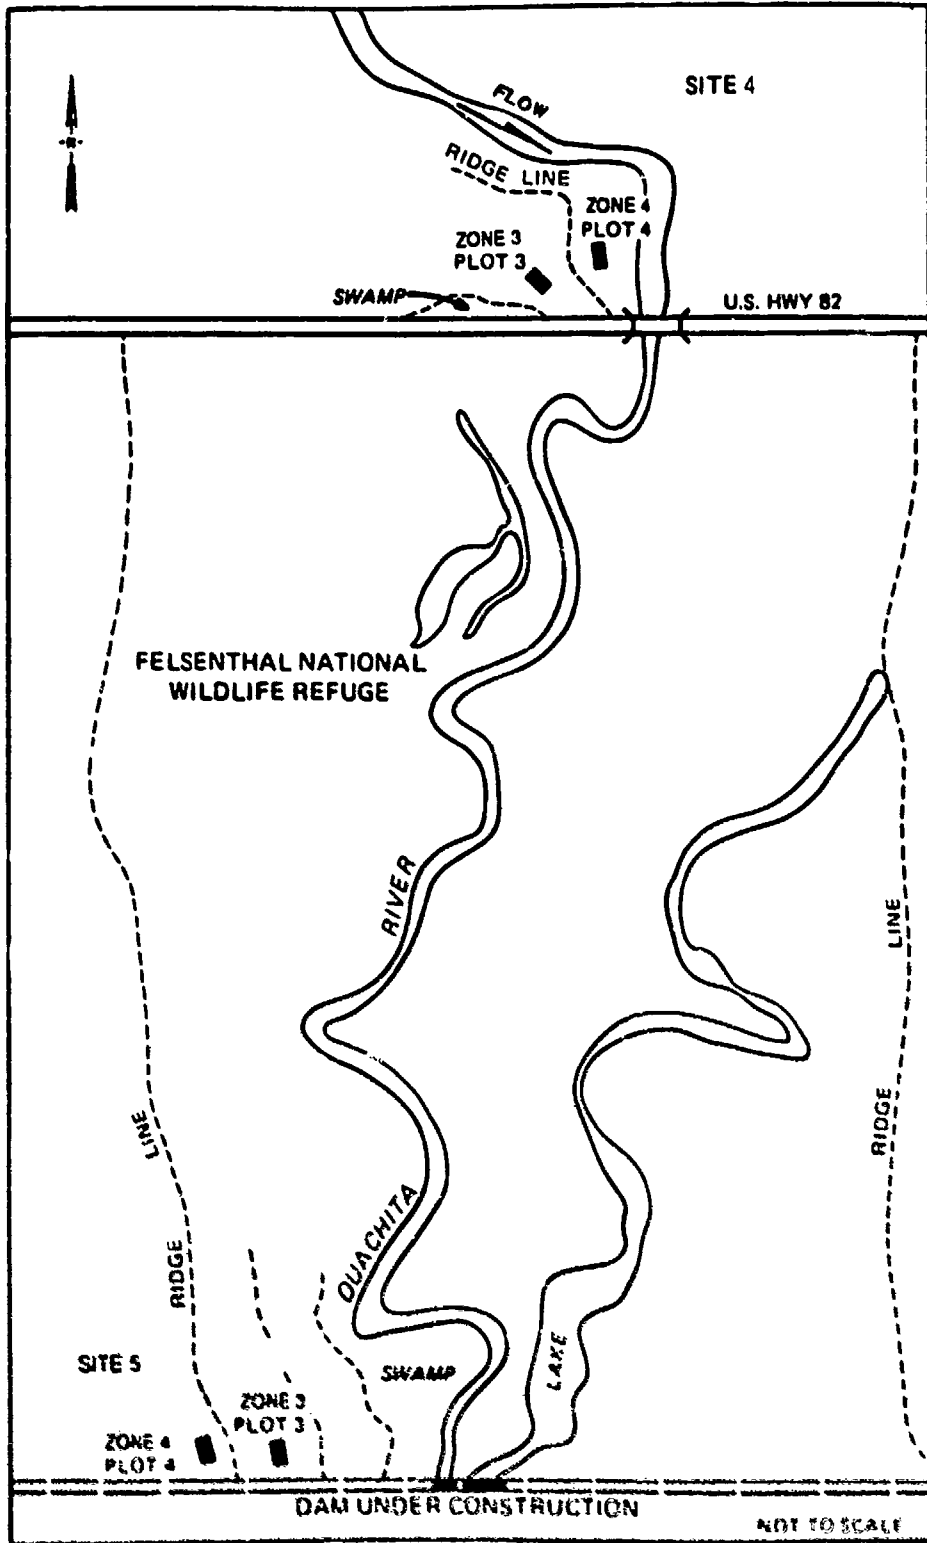 SITE 4
FLOW
N
RIDGE LINE
ZONE 4
PLOT 4
ZONE 3
PLOT 3
SWAMP
U.S. HWY 82
FELSENTHAL NATIONAL
WILDLIFE REFUGE
RIVER
LINE
RIDGE
LINE
RIDGE
OUACHITA
LAKE
SITE 5
SWAMP
ZONE 3
PLOT 3
ZONE 4
PLOT 4
DAM UNDER CONSTRUCTION
NOT TO SCALE